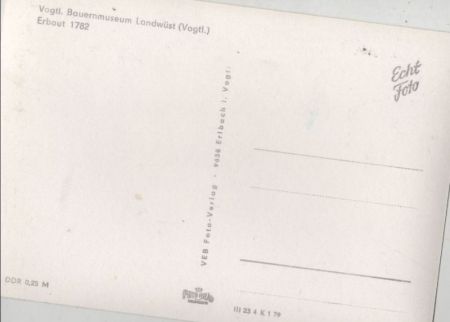 Vogtl. Bauernmuseum Landwüst (Vogtl.)
Erbaut 1782
Echt
Foto
VEB Foto-Verlag · 9656 Erlbach i. Vogtl.
DDR 0,25 M
III 23 4 K 1 79